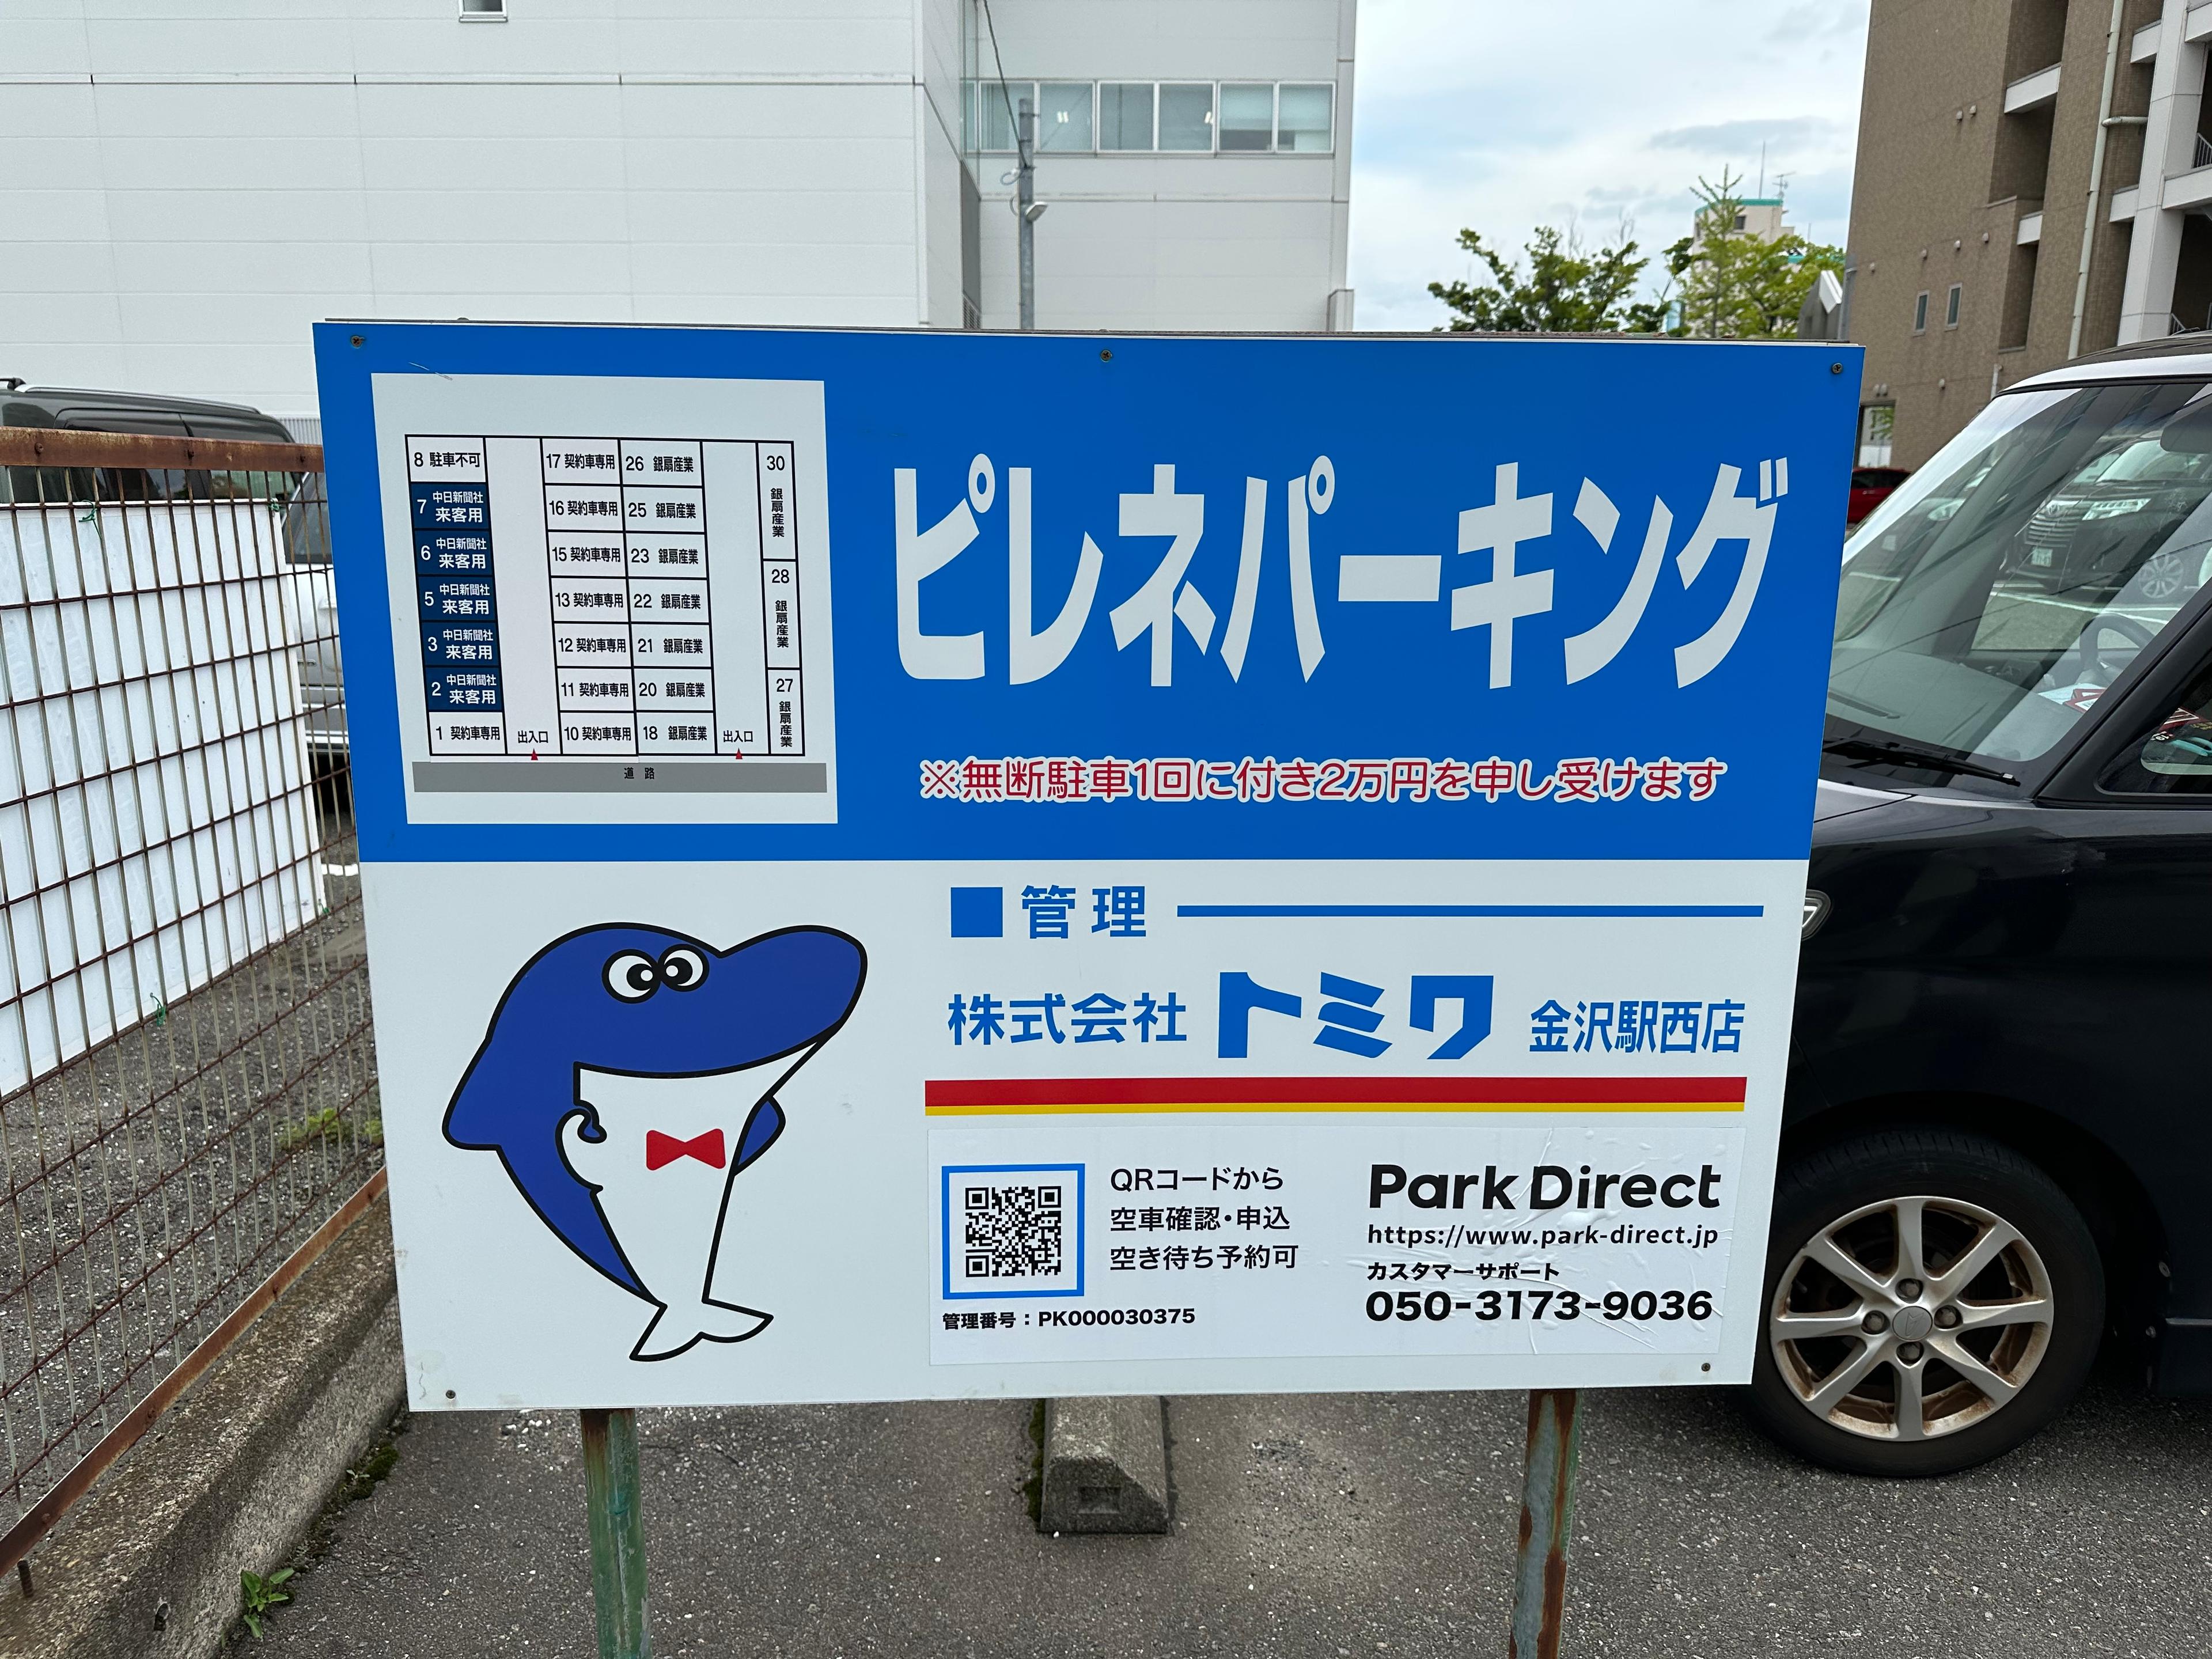 8 駐車不可
7 中日新聞社 来客用
6 中日新聞社 来客用
5 中日新聞社 来客用
3 中日新聞社 来客用
2 中日新聞社 来客用
1 契約車専用
出入口
17 契約車専用
16 契約車専用
15 契約車専用
13 契約車専用
12 契約車専用
11 契約車専用
10 契約車専用
26 銀扇産業
25 銀扇産業
23 銀扇産業
22 銀扇産業
21 銀扇産業
20 銀扇産業
18 銀扇産業
出入口
30 銀扇産業
28 銀扇産業
27 銀扇産業
道路
ピレネパーキング
※無断駐車1回に付き2万円を申し受けます
■管理
株式会社トミワ 金沢駅西店
QRコードから
空車確認・申込
空き待ち予約可
管理番号：PK000030375
Park Direct
https://www.park-direct.jp
カスタマーサポート
050-3173-9036